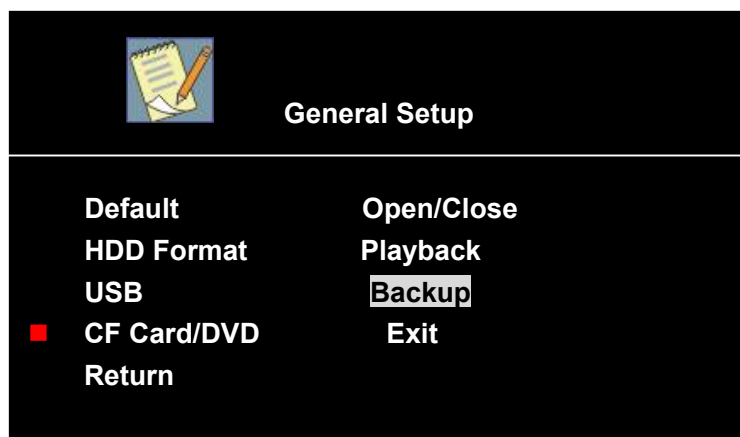 General Setup
Default Open/Close
HDD Format Playback
USB Backup
CF Card/DVD Exit
Return